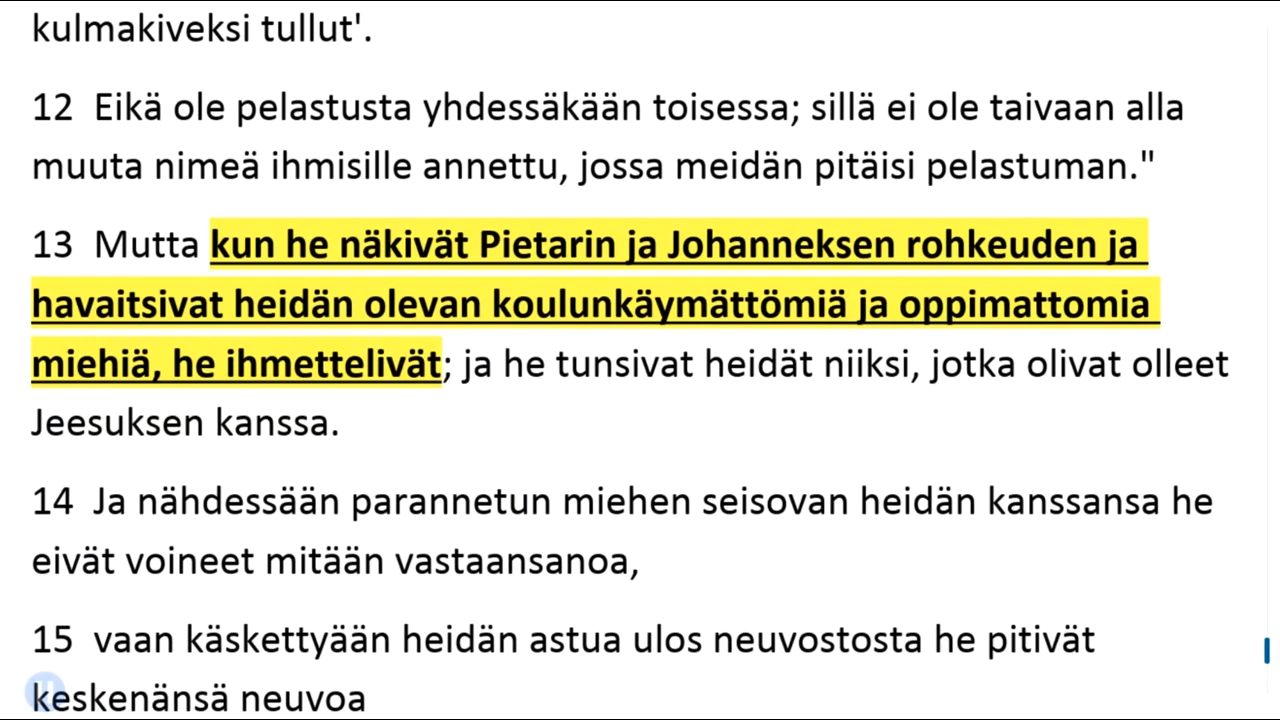 kulmakiveksi tullut'.
12 Eikä ole pelastusta yhdessäkään toisessa; sillä ei ole taivaan alla
muuta nimeä ihmisille annettu, jossa meidän pitäisi pelastuman."
13 Mutta kun he näkivät Pietarin ja Johanneksen rohkeuden ja
havaitsivat heidän olevan koulunkäymättömiä ja oppimattomia
miehiä, he ihmettelivät; ja he tunsivat heidät niiksi, jotka olivat olleet
Jeesuksen kanssa.
14 Ja nähdessään parannetun miehen seisovan heidän kanssansa he
eivät voineet mitään vastaansanoa,
15 vaan käskettyään heidän astua ulos neuvostosta he pitivät
keskenänsä neuvoa